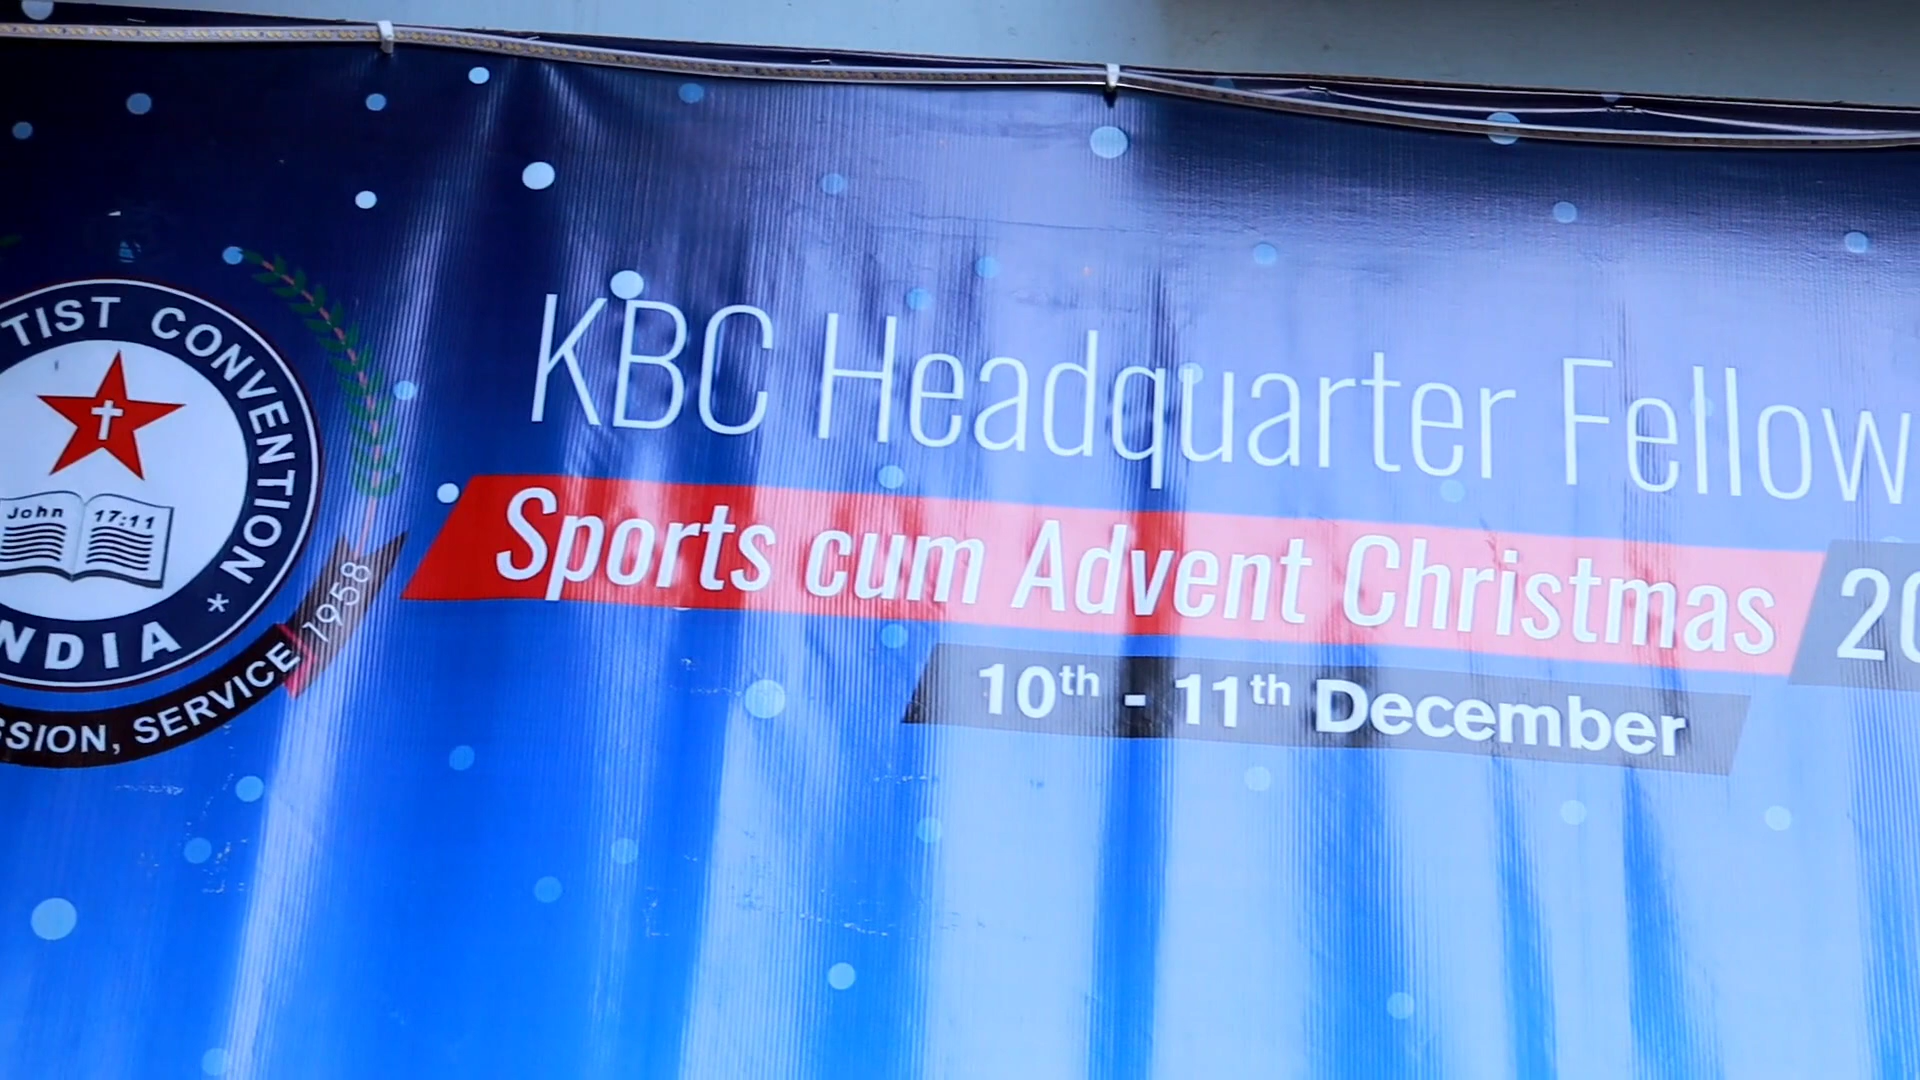 TIST CONVENTION *
NDIA
John 17:11
SSION, SERVICE 1958
KBC Headquarter Fellow
Sports cum Advent Christmas 20
10th - 11th December